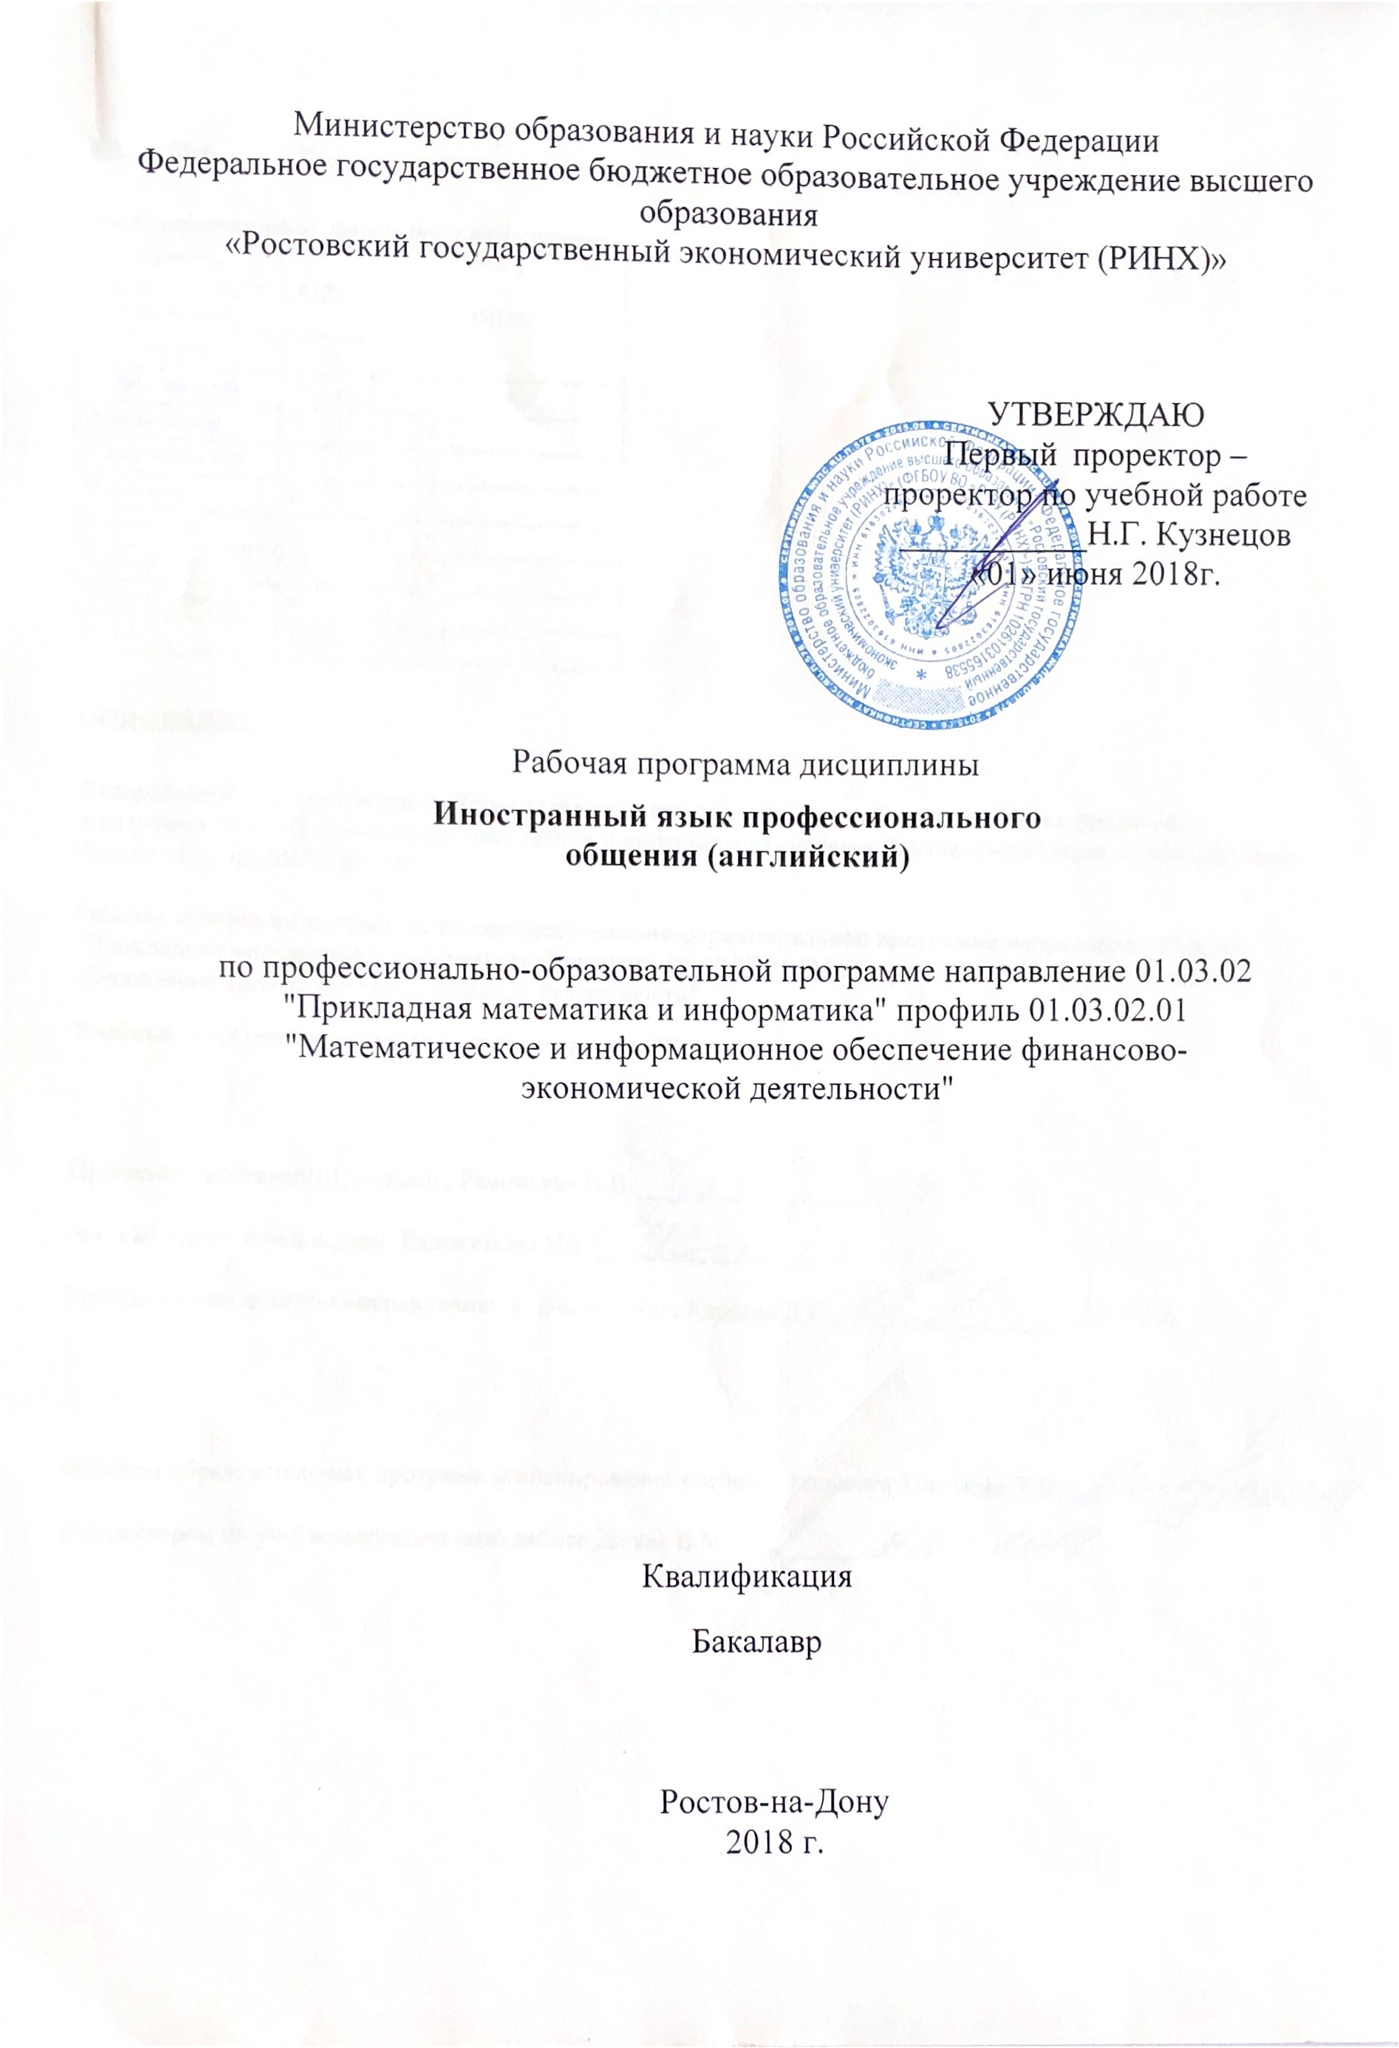 Министерство образования и науки Российской Федерации
Федеральное государственное бюджетное образовательное учреждение высшего
образования
«Ростовский государственный экономический университет (РИНХ)»
УТВЕРЖДАЮ
Первый проректор –
проректор по учебной работе
____________Н.Г. Кузнецов
«01» июня 2018г.
Рабочая программа дисциплины
Иностранный язык профессионального
общения (английский)
по профессионально-образовательной программе направление 01.03.02
"Прикладная математика и информатика" профиль 01.03.02.01
"Математическое и информационное обеспечение финансово-
экономической деятельности"
Квалификация
Бакалавр
Ростов-на-Дону
2018 г.